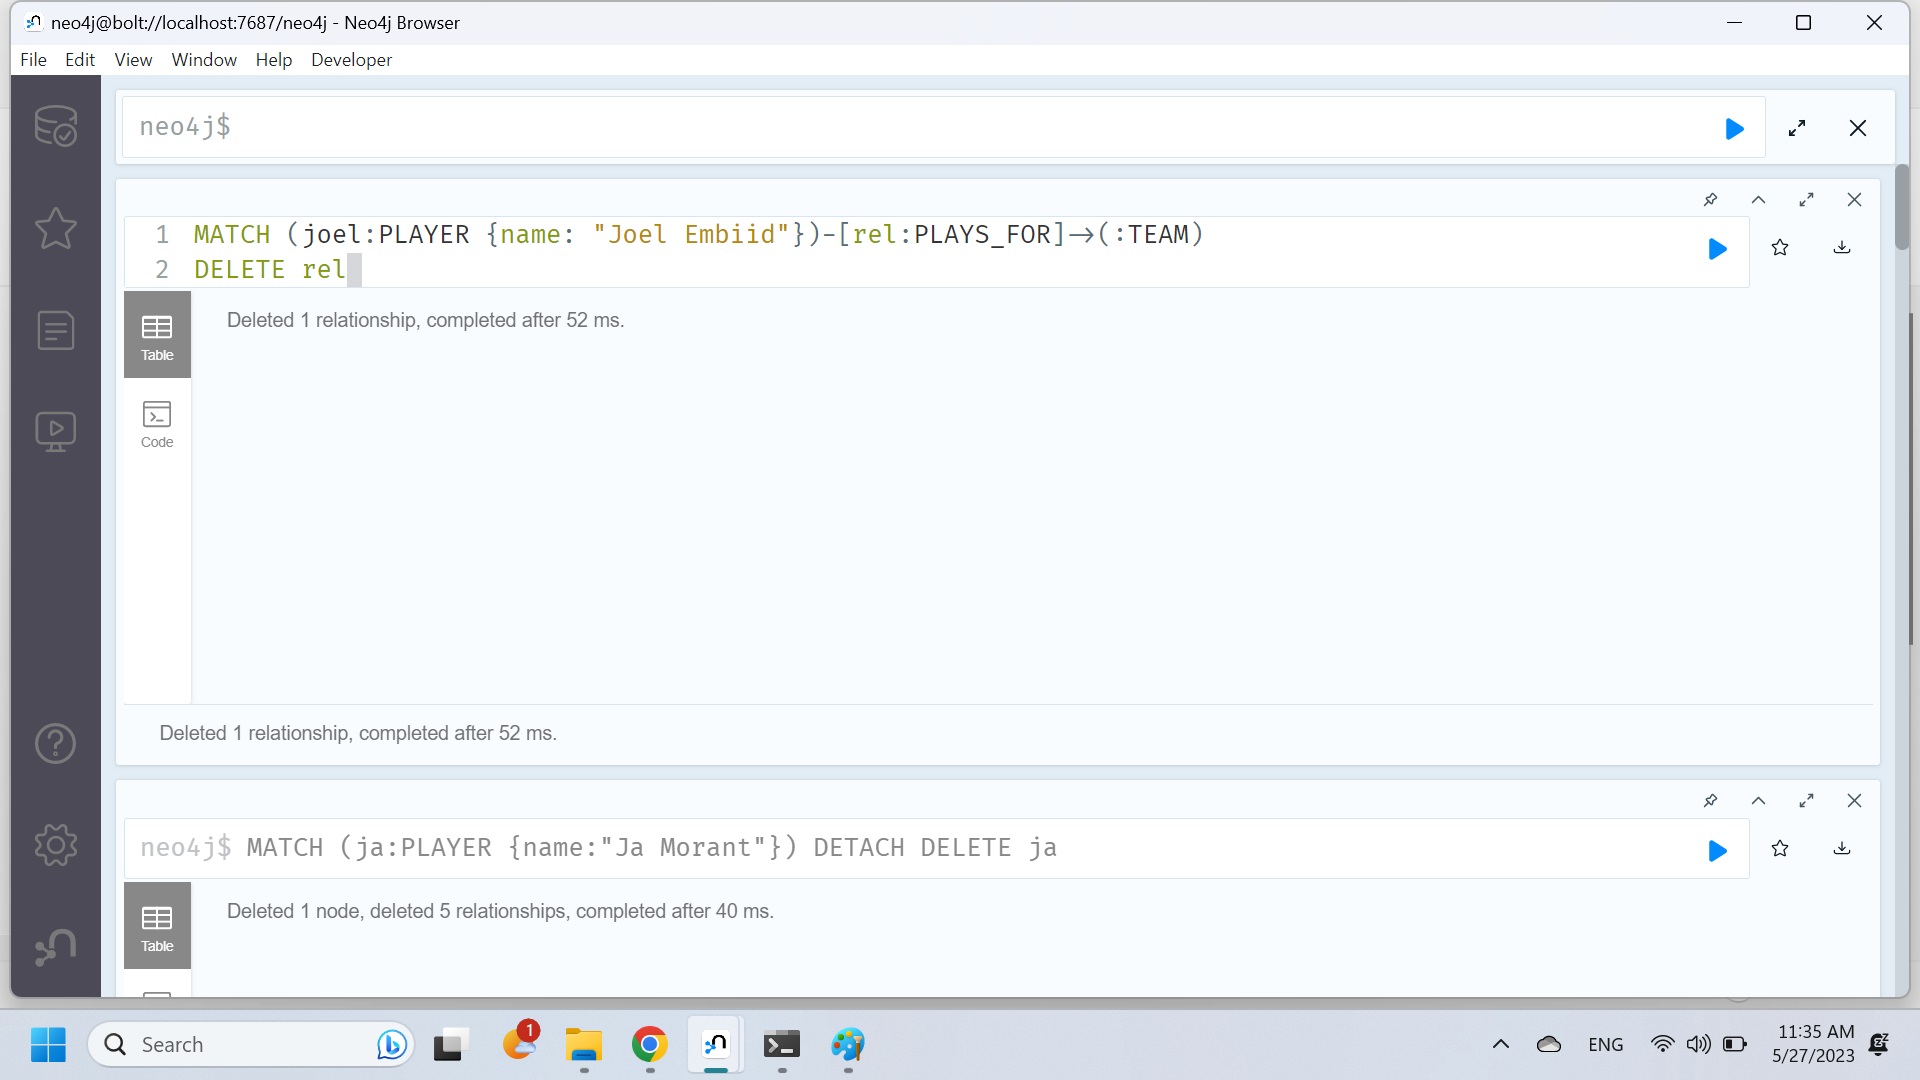 neo4j@bolt://localhost:7687/neo4j - Neo4j Browser
File Edit View Window Help Developer
neo4j$
1 MATCH (joel:PLAYER {name: "Joel Embiid"})-[rel:PLAYS_FOR]->(:TEAM)
2 DELETE rel
Table
Deleted 1 relationship, completed after 52 ms.
Code
Deleted 1 relationship, completed after 52 ms.
neo4j$ MATCH (ja:PLAYER {name:"Ja Morant"}) DETACH DELETE ja
Table
Deleted 1 node, deleted 5 relationships, completed after 40 ms.
Search
1
ENG
11:35 AM
5/27/2023